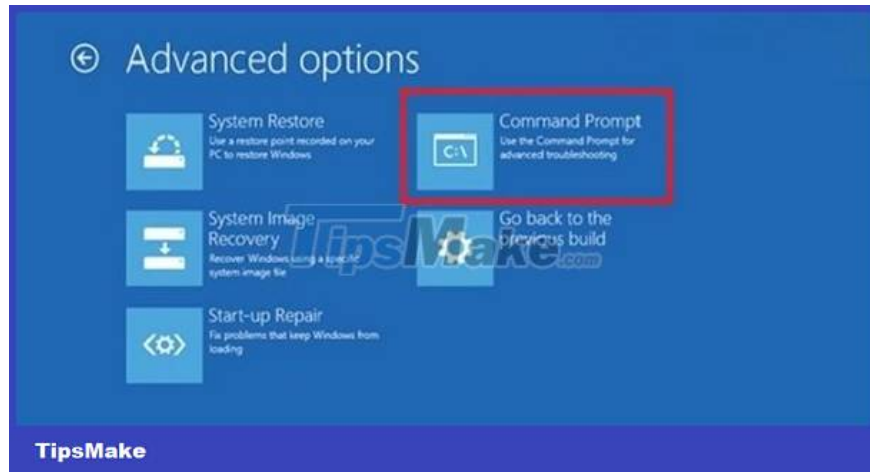 Advanced options
System Restore
Use a restore point recorded on your
PC to restore Windows
Command Prompt
Use the Command Prompt for
advanced troubleshooting
C:\
System Image
Recovery
Recover Windows using a specific
system image file
Go back to the
previous build
TipsMake.com
Start-up Repair
Fix problems that keep Windows from
loading
TipsMake